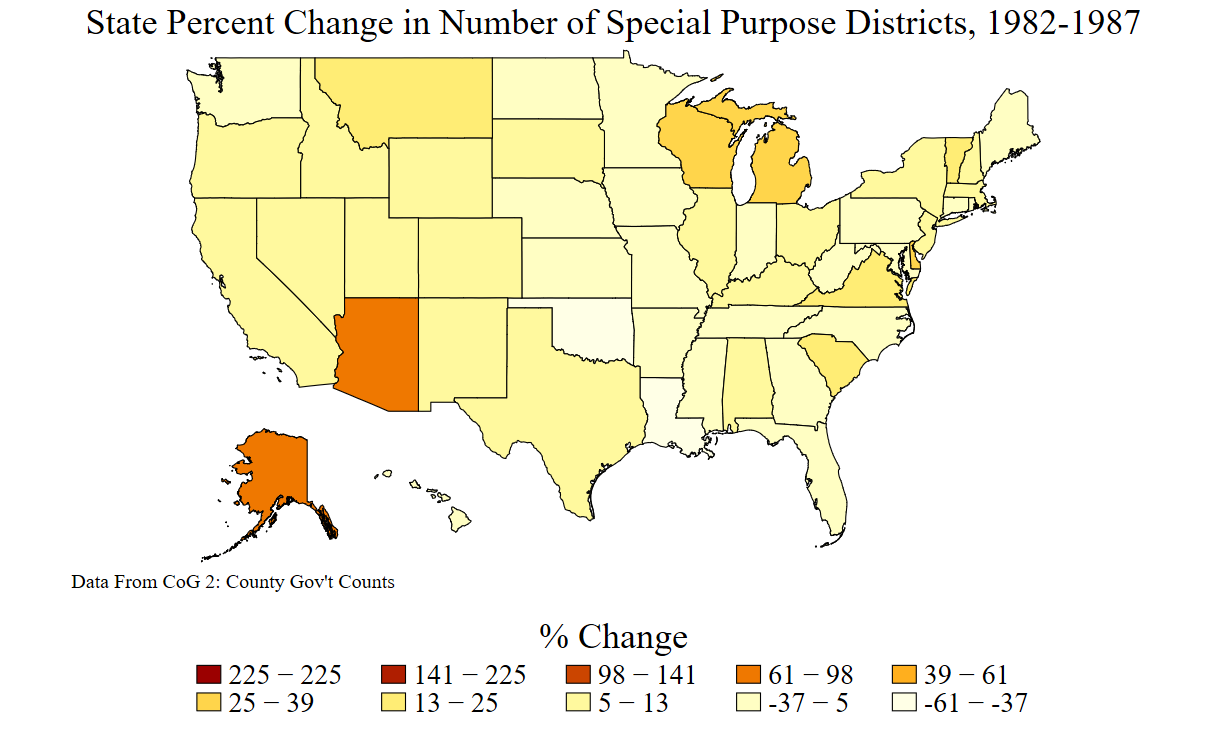 State Percent Change in Number of Special Purpose Districts, 1982-1987
Data From CoG 2: County Gov't Counts
% Change
225 − 225 141 − 225 98 − 141 61 − 98 39 − 61
25 − 39 13 − 25 5 − 13 -37 − 5 -61 − -37